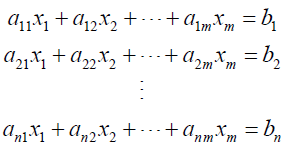 a₁₁x₁ + a₁₂x₂ + ⋯ + a₁ₘxₘ = b₁
a₂₁x₁ + a₂₂x₂ + ⋯ + a₂ₘxₘ = b₂
⋮
aₙ₁x₁ + aₙ₂x₂ + ⋯ + aₙₘxₘ = bₙ